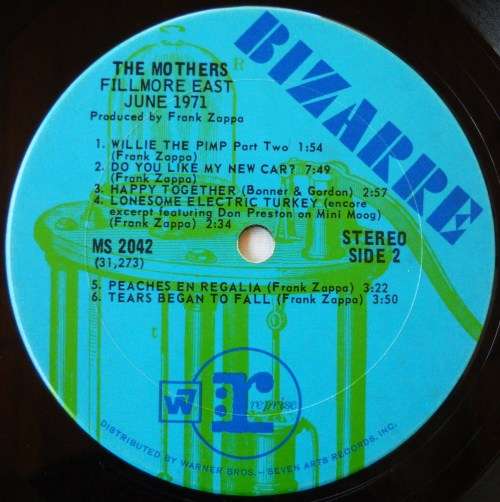 BIZARRE
THE MOTHERS
FILLMORE EAST
JUNE 1971
Produced by Frank Zappa
R
1. WILLIE THE PIMP Part Two • 1:54
(Frank Zappa)
2. DO YOU LIKE MY NEW CAR? • 7:49
(Frank Zappa)
3. HAPPY TOGETHER (Bonner & Gordon) • 2:57
4. LONESOME ELECTRIC TURKEY (encore
excerpt featuring Don Preston on Mini Moog)
(Frank Zappa) • 2:34
MS 2042
(31,273)
STEREO
SIDE 2
5. PEACHES EN REGALIA (Frank Zappa) • 3:22
6. TEARS BEGAN TO FALL (Frank Zappa) • 3:50
W7
r:
reprise
DISTRIBUTED BY WARNER BROS. – SEVEN ARTS RECORDS, INC.